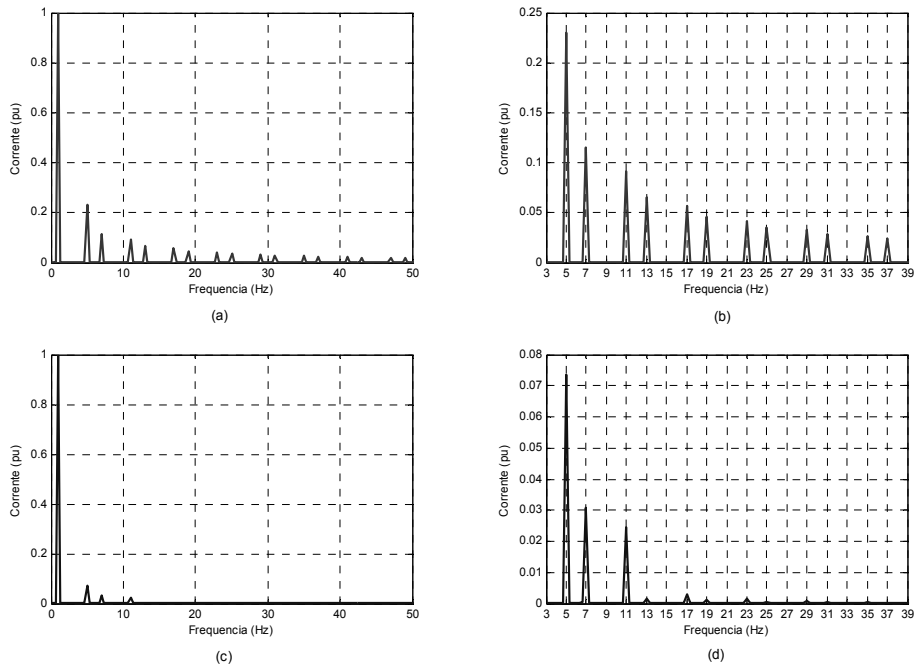 1
0.8
0.6
0.4
0.2
0
Corrente (pu)
0 10 20 30 40 50
Frequencia (Hz)
(a)
0.25
0.2
0.15
0.1
0.05
0
Corrente (pu)
3 5 7 9 11 13 15 17 19 21 23 25 27 29 31 33 35 37 39
Frequencia (Hz)
(b)
1
0.8
0.6
0.4
0.2
0
Corrente (pu)
0 10 20 30 40 50
Frequencia (Hz)
(c)
0.08
0.07
0.06
0.05
0.04
0.03
0.02
0.01
0
Corrente (pu)
3 5 7 9 11 13 15 17 19 21 23 25 27 29 31 33 35 37 39
Frequencia (Hz)
(d)